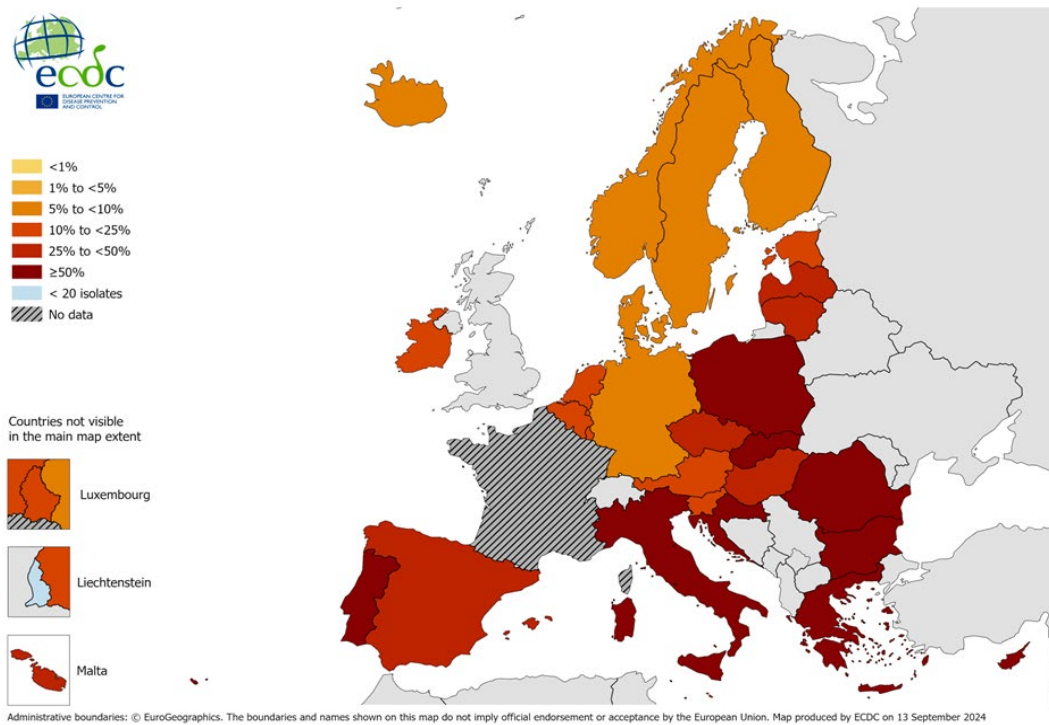 ecdc
EUROPEAN CENTRE FOR
DISEASE PREVENTION
AND CONTROL
<1%
1% to <5%
5% to <10%
10% to <25%
25% to <50%
≥50%
< 20 isolates
No data
Countries not visible
in the main map extent
Luxembourg
Liechtenstein
Malta
Administrative boundaries: © EuroGeographics. The boundaries and names shown on this map do not imply official endorsement or acceptance by the European Union. Map produced by ECDC on 13 September 2024